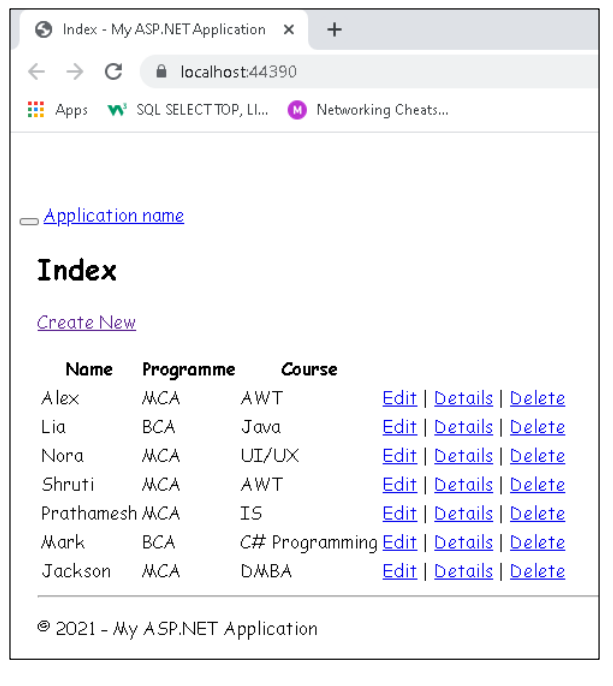 Index - My ASP.NET Application
localhost:44390
Apps SQL SELECT TOP, LI... M Networking Cheats...
Application name
Index
Create New
Name Programme Course
Alex MCA AWT Edit | Details | Delete
Lia BCA Java Edit | Details | Delete
Nora MCA UI/UX Edit | Details | Delete
Shruti MCA AWT Edit | Details | Delete
Prathamesh MCA IS Edit | Details | Delete
Mark BCA C# Programming Edit | Details | Delete
Jackson MCA DMBA Edit | Details | Delete
© 2021 - My ASP.NET Application